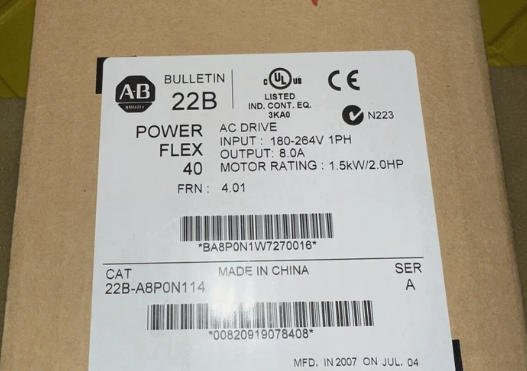 A·B
BULLETIN
22B
UL US
LISTED
IND. CONT. EQ.
3KA0
CE
N223
POWER
FLEX
40
AC DRIVE
INPUT : 180-264V 1PH
OUTPUT: 8.0A
MOTOR RATING : 1.5kW/2.0HP
FRN : 4.01
*BA8P0N1W7270016*
CAT
MADE IN CHINA
SER
22B-A8P0N114
A
*00820919078408*
MFD. IN 2007 ON JUL. 04